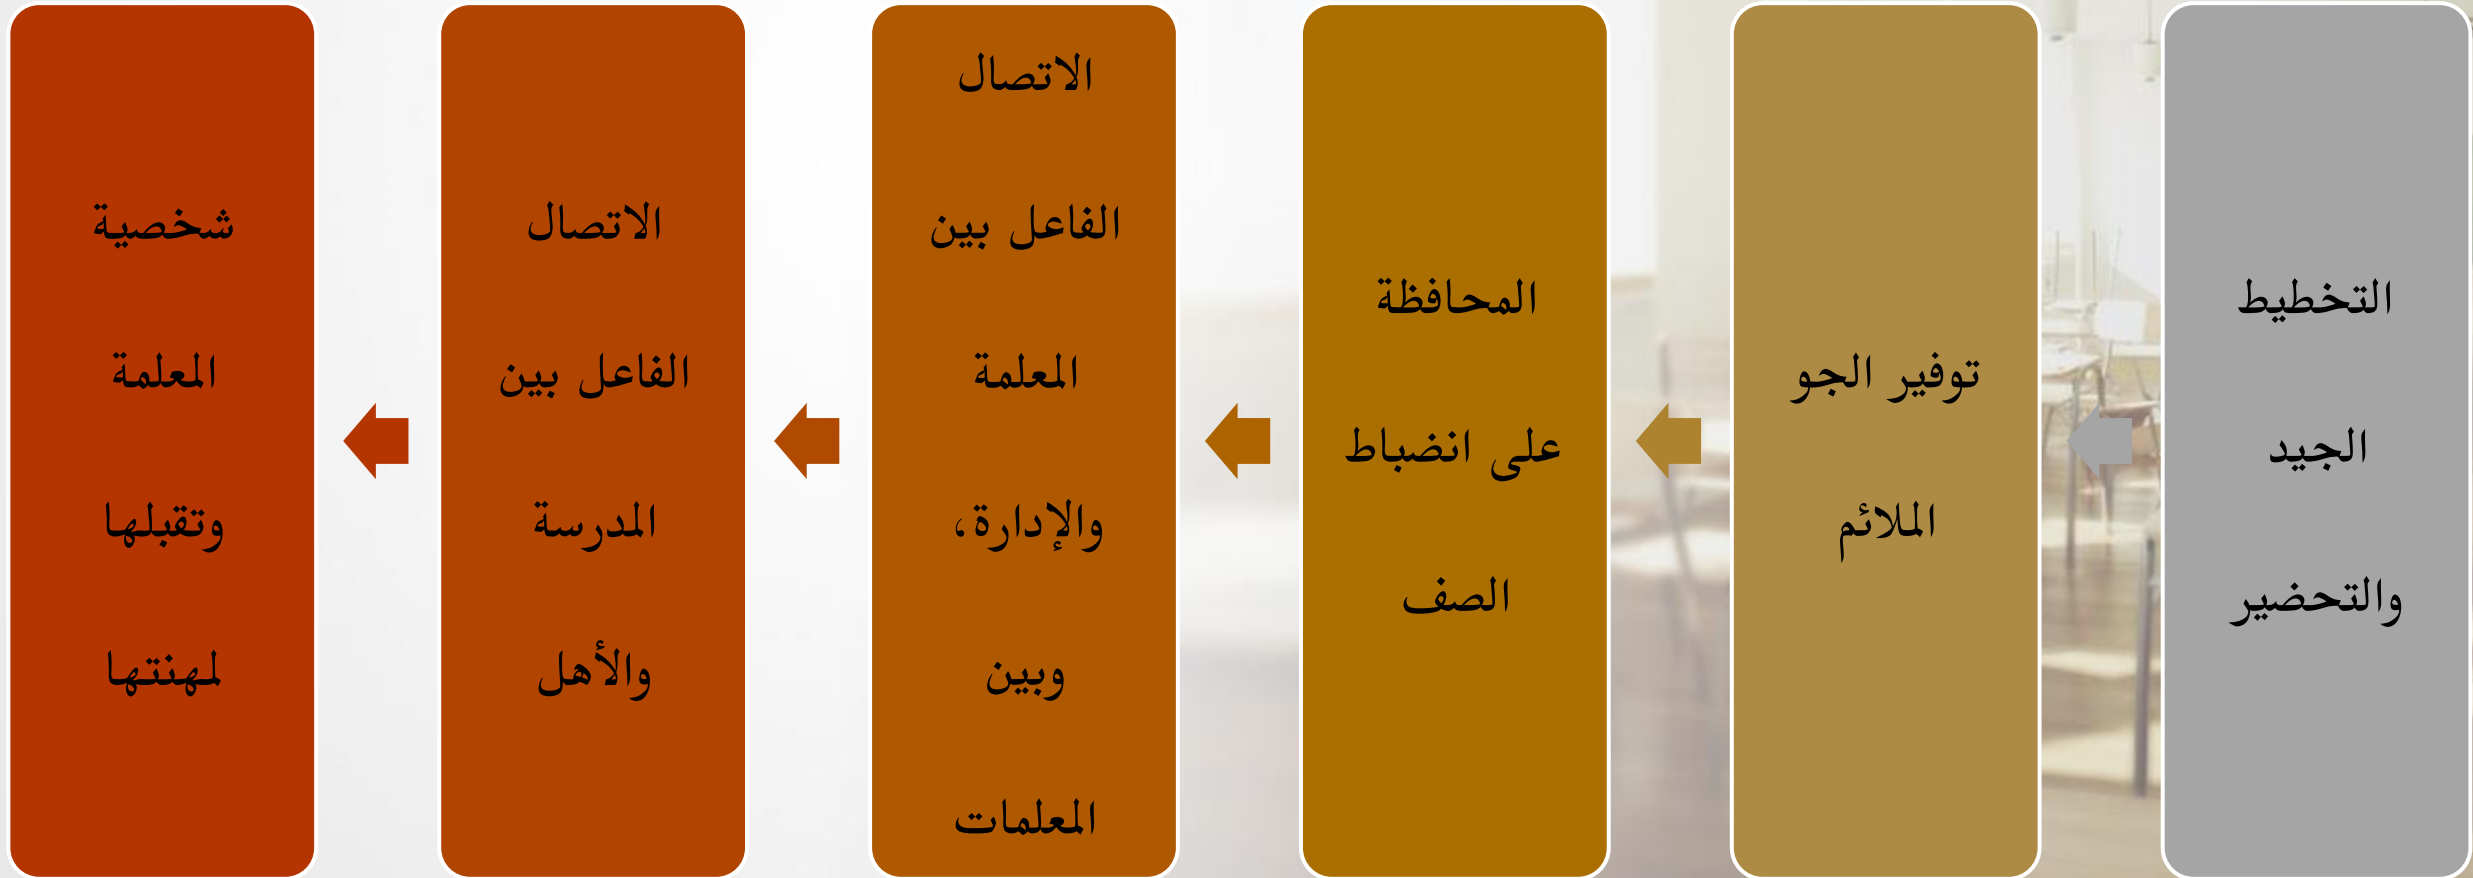 التخطيط
الجيد
والتحضير
توفير الجو
الملائم
المحافظة
على انضباط
الصف
الاتصال
الفاعل بين
المعلمة
والإدارة،
وبين
المعلمات
الاتصال
الفاعل بين
المدرسة
والأهل
شخصية
المعلمة
وتقبلها
لمهنتها